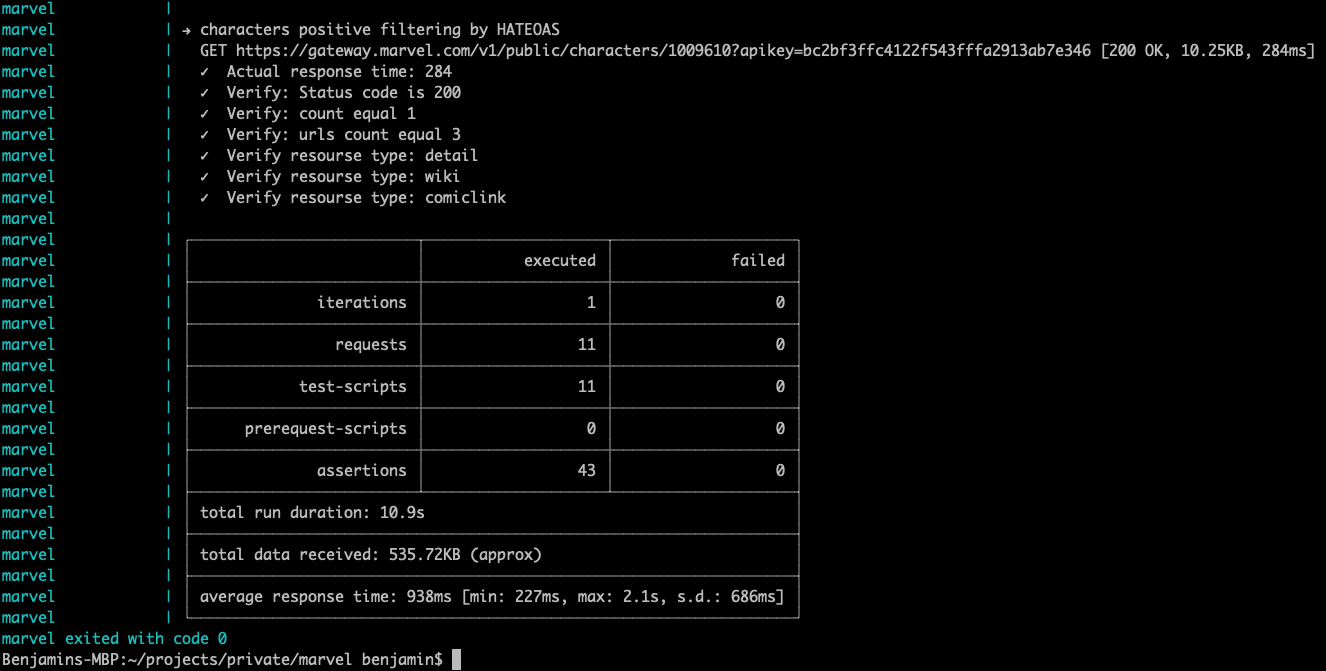 marvel |
marvel | → characters positive filtering by HATEOAS
marvel | GET https://gateway.marvel.com/v1/public/characters/1009610?apikey=bc2bf3ffc4122f543fffa2913ab7e346 [200 OK, 10.25KB, 284ms]
marvel | ✓ Actual response time: 284
marvel | ✓ Verify: Status code is 200
marvel | ✓ Verify: count equal 1
marvel | ✓ Verify: urls count equal 3
marvel | ✓ Verify resourse type: detail
marvel | ✓ Verify resourse type: wiki
marvel | ✓ Verify resourse type: comiclink
marvel |
marvel |
marvel | executed failed
marvel |
marvel | iterations 1 0
marvel |
marvel | requests 11 0
marvel |
marvel | test-scripts 11 0
marvel |
marvel | prerequest-scripts 0 0
marvel |
marvel | assertions 43 0
marvel |
marvel | total run duration: 10.9s
marvel |
marvel | total data received: 535.72KB (approx)
marvel |
marvel | average response time: 938ms [min: 227ms, max: 2.1s, s.d.: 686ms]
marvel |
marvel exited with code 0
Benjamins-MBP:~/projects/private/marvel benjamin$